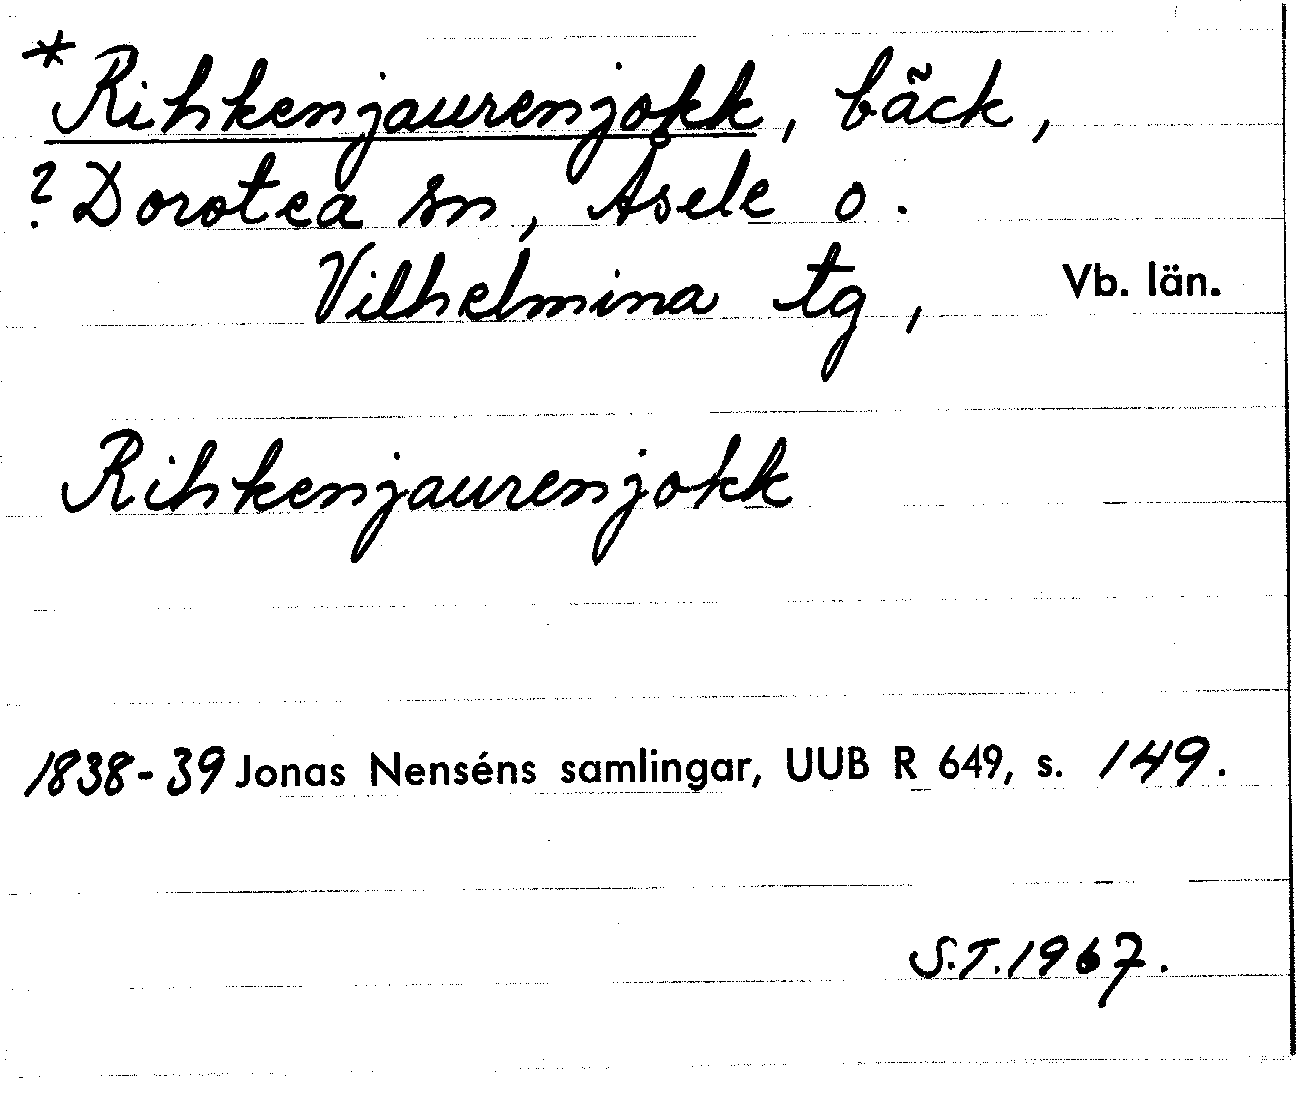 *Rihkenjaurenjokk, bäck,
? Dorotea sn, Åsele o.
Vilhelmina tg, Vb. län.
Rihkenjaurenjokk
1838-39 Jonas Nenséns samlingar, UUB R 649, s. 149.
S.T. 1967.